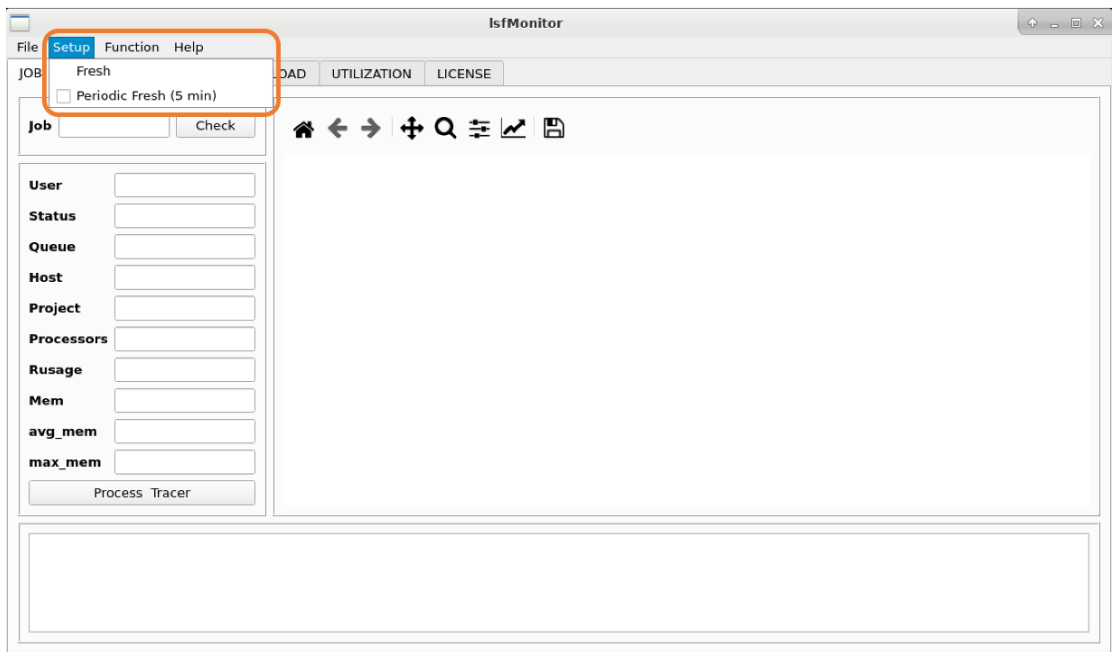 lsfMonitor
File Setup Function Help
JOB OAD UTILIZATION LICENSE
Fresh
Periodic Fresh (5 min)
Job Check
User
Status
Queue
Host
Project
Processors
Rusage
Mem
avg_mem
max_mem
Process Tracer